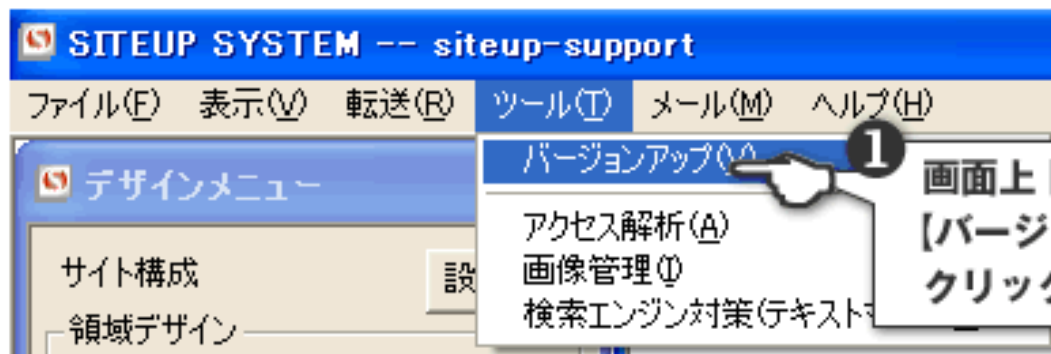 SITEUP SYSTEM -- siteup-support
ファイル(F) 表示(V) 転送(R) ツール(T) メール(M) ヘルプ(H)
バージョンアップ(V)
1
画面上
【バージ
クリック
デザインメニュー
アクセス解析(A)
サイト構成
設
画像管理(I)
検索エンジン対策(テキスト
領域デザイン